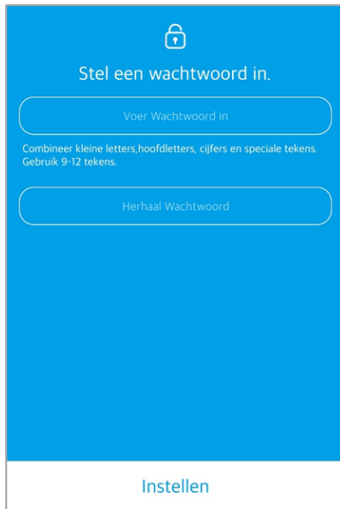 Stel een wachtwoord in.
Voer Wachtwoord in
Combineer kleine letters,hoofdletters, cijfers en speciale tekens.
Gebruik 9-12 tekens.
Herhaal Wachtwoord
Instellen